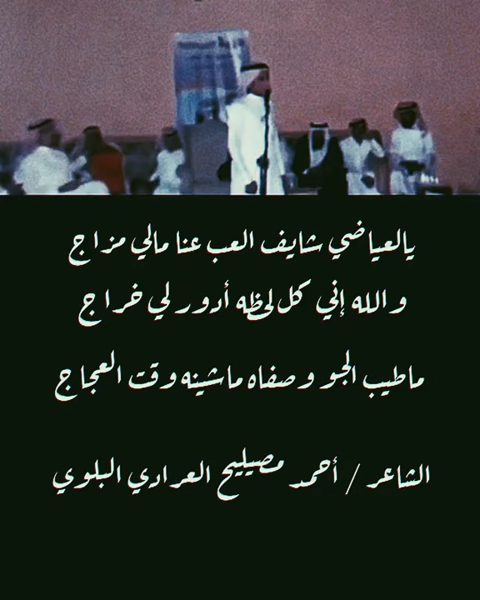 يالعياضي شايف العب عنا مالي مزاج
والله إني كل لحظه أدور لي خراج
ماطيب الجو وصفاه ماشينه وقت العجاج
الشاعر / أحمد مصيليح العرادي البلوي